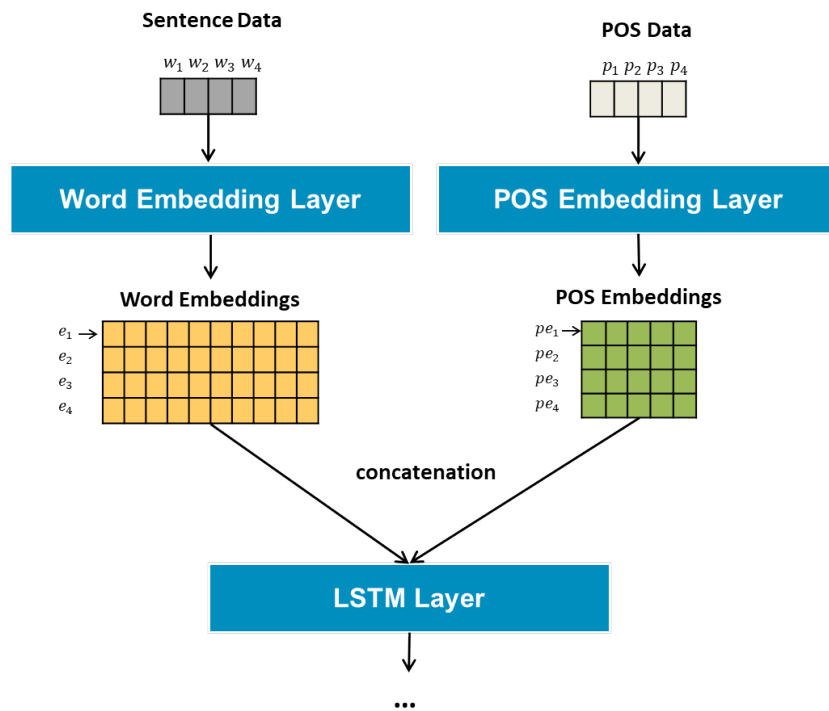 Sentence Data
POS Data
w₁ w₂ w₃ w₄
p₁ p₂ p₃ p₄
Word Embedding Layer
POS Embedding Layer
Word Embeddings
POS Embeddings
e₁
e₂
e₃
e₄
pe₁
pe₂
pe₃
pe₄
concatenation
LSTM Layer
...